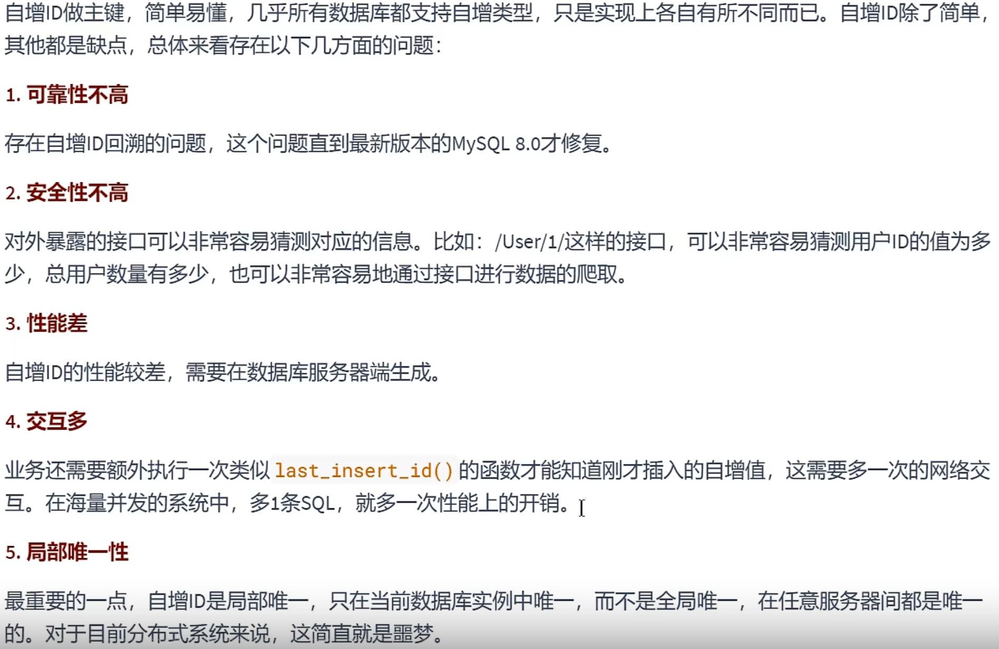 自增ID做主键，简单易懂，几乎所有数据库都支持自增类型，只是实现上各自有所不同而已。自增ID除了简单，
其他都是缺点，总体来看存在以下几方面的问题：
1. 可靠性不高
存在自增ID回溯的问题，这个问题直到最新版本的MySQL 8.0才修复。
2. 安全性不高
对外暴露的接口可以非常容易猜测对应的信息。比如：/User/1/这样的接口，可以非常容易猜测用户ID的值为多
少，总用户数量有多少，也可以非常容易地通过接口进行数据的爬取。
3. 性能差
自增ID的性能较差，需要在数据库服务器端生成。
4. 交互多
业务还需要额外执行一次类似 last_insert_id() 的函数才能知道刚才插入的自增值，这需要多一次的网络交
互。在海量并发的系统中，多1条SQL，就多一次性能上的开销。
5. 局部唯一性
最重要的一点，自增ID是局部唯一，只在当前数据库实例中唯一，而不是全局唯一，在任意服务器间都是唯一
的。对于目前分布式系统来说，这简直就是噩梦。